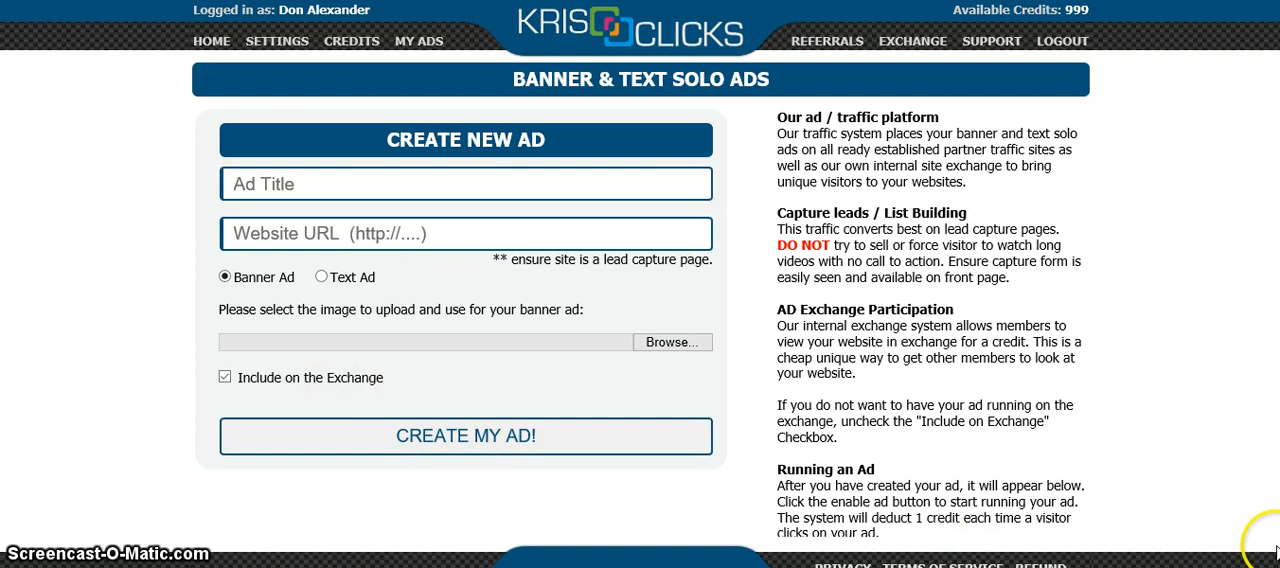 Logged in as: Don Alexander
Available Credits: 999
KRISCLICKS
HOME SETTINGS CREDITS MY ADS
REFERRALS EXCHANGE SUPPORT LOGOUT
BANNER & TEXT SOLO ADS
CREATE NEW AD
Ad Title
Website URL (http://....)
** ensure site is a lead capture page.
Banner Ad Text Ad
Please select the image to upload and use for your banner ad:
Browse...
Include on the Exchange
CREATE MY AD!
Our ad / traffic platform
Our traffic system places your banner and text solo
ads on all ready established partner traffic sites as
well as our own internal site exchange to bring
unique visitors to your websites.
Capture leads / List Building
This traffic converts best on lead capture pages.
DO NOT try to sell or force visitor to watch long
videos with no call to action. Ensure capture form is
easily seen and available on front page.
AD Exchange Participation
Our internal exchange system allows members to
view your website in exchange for a credit. This is a
cheap unique way to get other members to look at
your website.
If you do not want to have your ad running on the
exchange, uncheck the "Include on Exchange"
Checkbox.
Running an Ad
After you have created your ad, it will appear below.
Click the enable ad button to start running your ad.
The system will deduct 1 credit each time a visitor
clicks on your ad.
Screencast-O-Matic.com
PRIVACY TERMS OF SERVICE REFUND